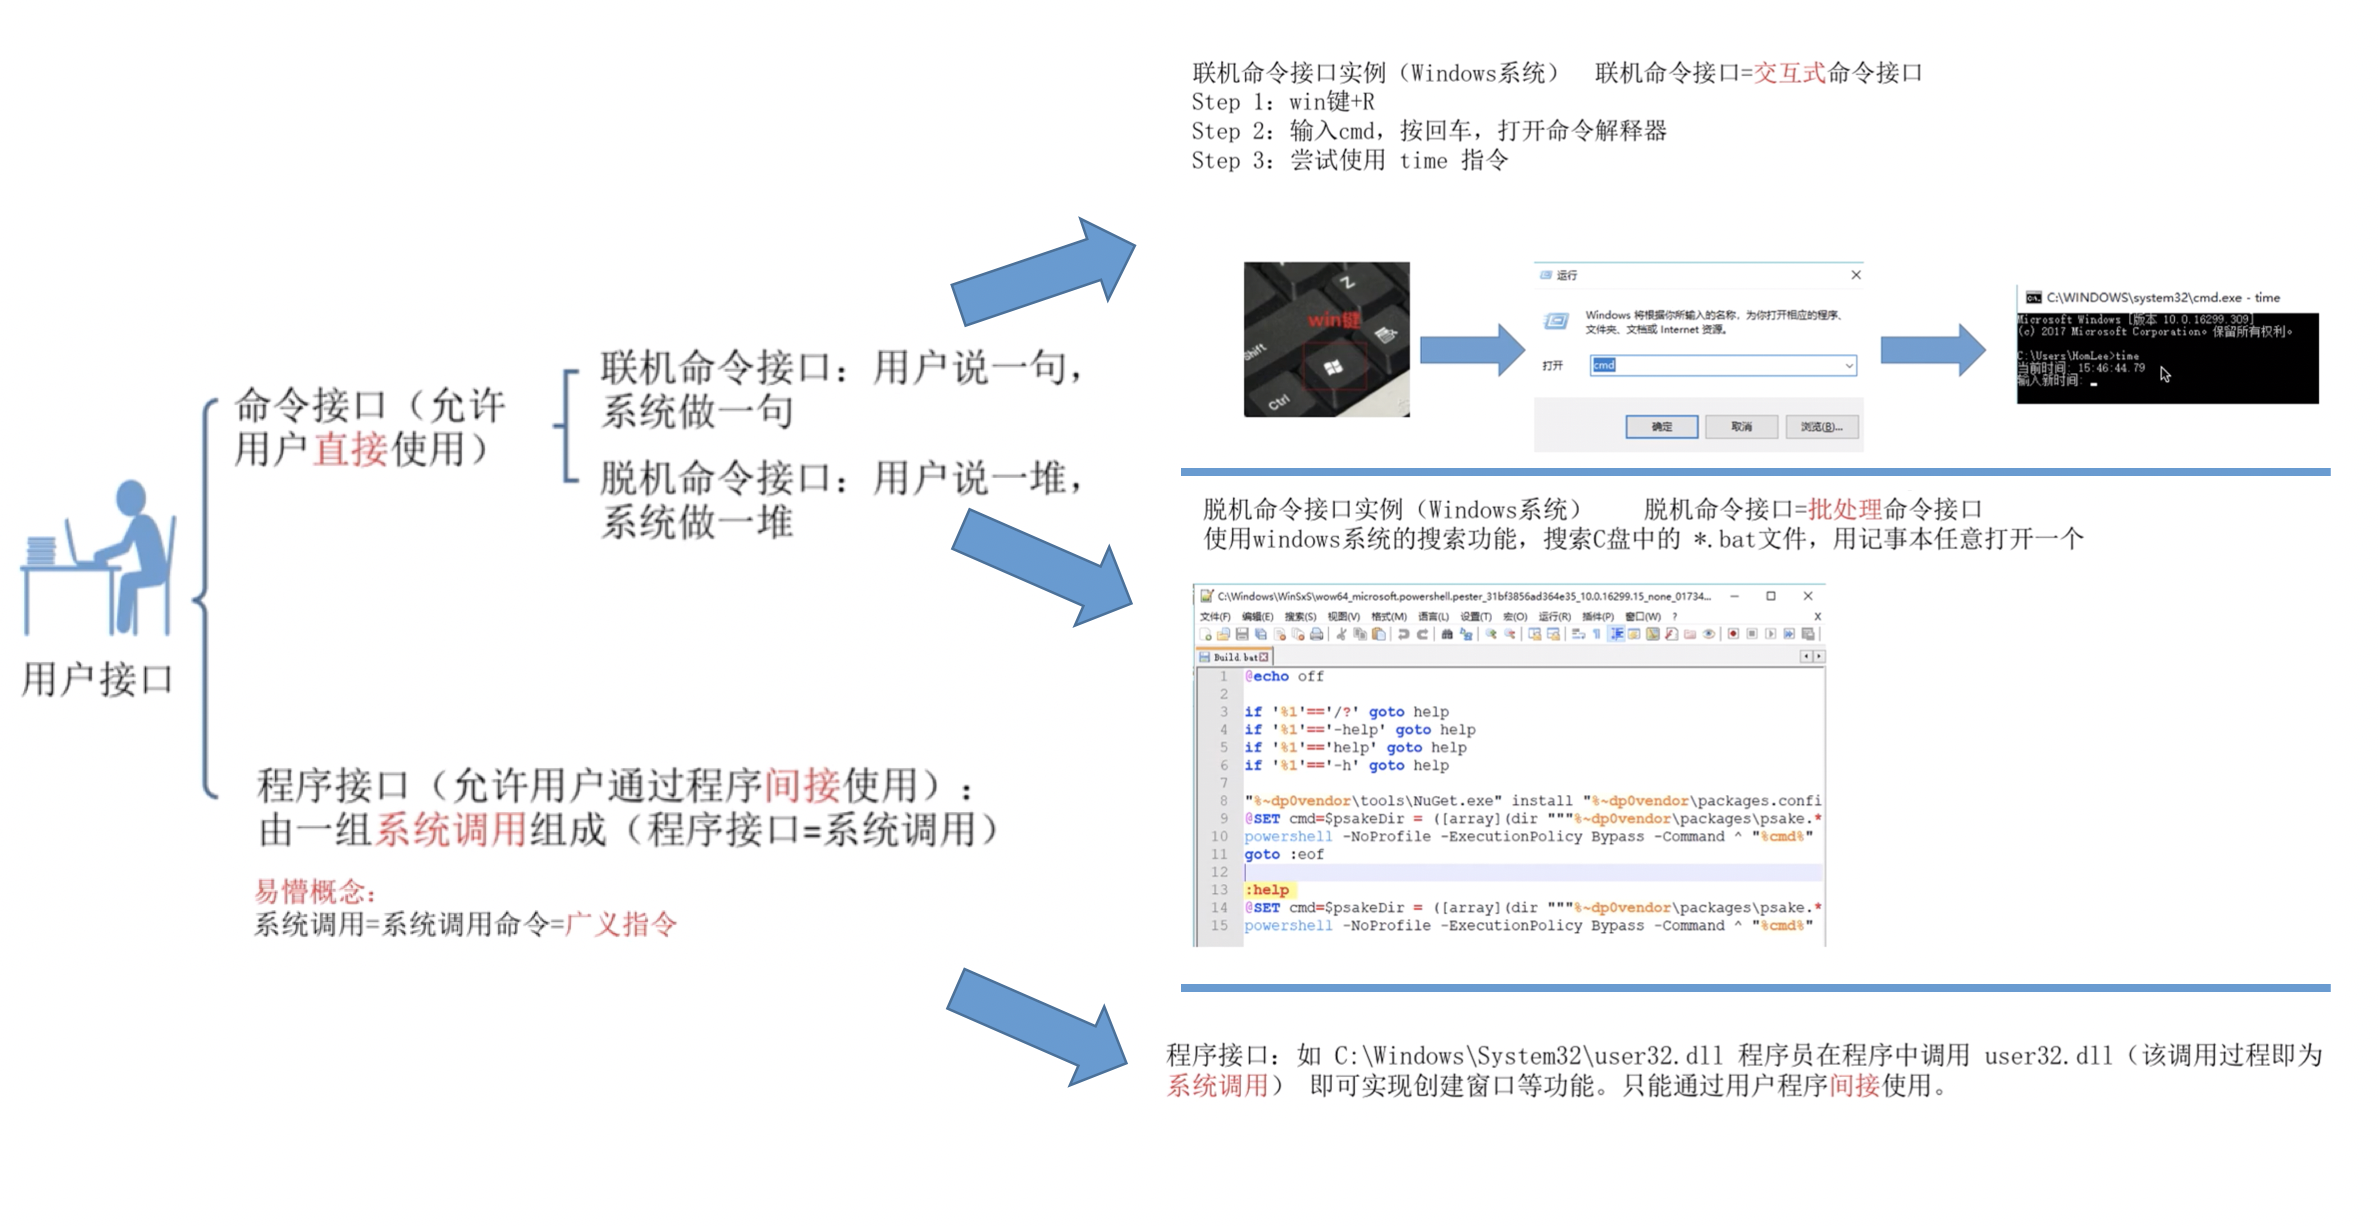 用户接口
命令接口（允许
用户直接使用）
联机命令接口：用户说一句，
系统做一句
脱机命令接口：用户说一堆，
系统做一堆
程序接口（允许用户通过程序间接使用）：
由一组系统调用组成（程序接口=系统调用）
易懵概念：
系统调用=系统调用命令=广义指令
联机命令接口实例（Windows系统） 联机命令接口=交互式命令接口
Step 1：win键+R
Step 2：输入cmd，按回车，打开命令解释器
Step 3：尝试使用 time 指令
Z
win键
Shift
Ctrl
运行
Windows 将根据你所输入的名称，为你打开相应的程序、
文件夹、文档或 Internet 资源。
打开
cmd
确定 取消 浏览(B)...
C:\WINDOWS\system32\cmd.exe - time
Microsoft Windows [版本 10.0.16299.309]
(c) 2017 Microsoft Corporation。保留所有权利。
C:\Users\HomLee>time
当前时间: 15:46:44.79
输入新时间:
脱机命令接口实例（Windows系统） 脱机命令接口=批处理命令接口
使用windows系统的搜索功能，搜索C盘中的 *.bat文件，用记事本任意打开一个
C:\Windows\WinSxS\wow64_microsoft.powershell.pester_31bf3856ad364e35_10.0.16299.15_none_01734...
文件(F) 编辑(E) 搜索(S) 视图(V) 格式(M) 语言(L) 设置(T) 宏(O) 运行(R) 插件(P) 窗口(W) ? X
Build.bat
1 @echo off
2
3 if '%1'=='/?' goto help
4 if '%1'=='-help' goto help
5 if '%1'=='help' goto help
6 if '%1'=='-h' goto help
7
8 "%~dp0vendor\tools\NuGet.exe" install "%~dp0vendor\packages.confi
9 @SET cmd=$psakeDir = ([array](dir """%~dp0vendor\packages\psake.*
10 powershell -NoProfile -ExecutionPolicy Bypass -Command ^ "%cmd%"
11 goto :eof
12
13 :help
14 @SET cmd=$psakeDir = ([array](dir """%~dp0vendor\packages\psake.*
15 powershell -NoProfile -ExecutionPolicy Bypass -Command ^ "%cmd%"
程序接口：如 C:\Windows\System32\user32.dll 程序员在程序中调用 user32.dll（该调用过程即为
系统调用） 即可实现创建窗口等功能。只能通过用户程序间接使用。